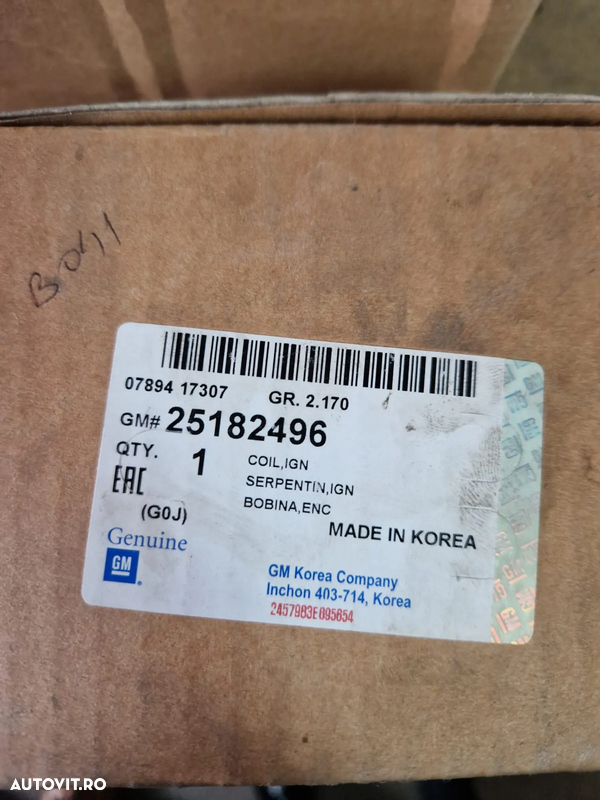 B041
07894 17307 GR. 2.170
GM# 25182496
QTY. 1
COIL,IGN
SERPENTIN,IGN
BOBINA,ENC
EAC
(G0J)
MADE IN KOREA
Genuine
GM
GM Korea Company
Inchon 403-714, Korea
2457983E095654
AUTOVIT.RO